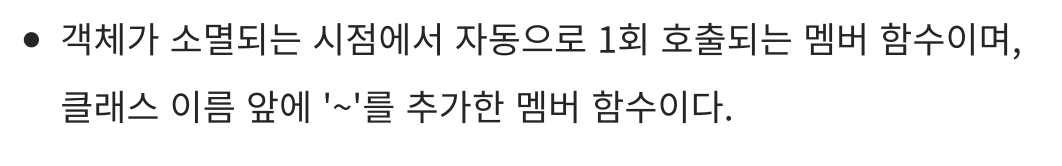 • 객체가 소멸되는 시점에서 자동으로 1회 호출되는 멤버 함수이며,
클래스 이름 앞에 '~'를 추가한 멤버 함수이다.